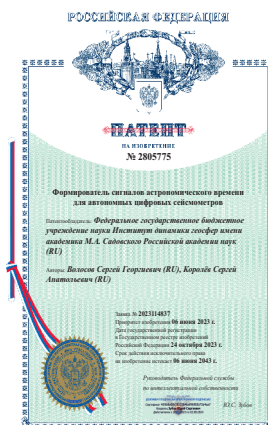 РОССИЙСКАЯ ФЕДЕРАЦИЯ
ПАТЕНТ
НА ИЗОБРЕТЕНИЕ
№ 2805775
Формирователь сигналов астрономического времени
для автономных цифровых сейсмометров
Патентообладатель: Федеральное государственное бюджетное
учреждение науки Институт динамики геосфер имени
академика М.А. Садовского Российской академии наук
(RU)
Авторы: Волосов Сергей Георгиевич (RU), Королёв Сергей
Анатольевич (RU)
Заявка № 2023114837
Приоритет изобретения 06 июня 2023 г.
Дата государственной регистрации
в Государственном реестре изобретений
Российской Федерации 24 октября 2023 г.
Срок действия исключительного права
на изобретение истекает 06 июня 2043 г.
Руководитель Федеральной службы
по интеллектуальной собственности
Ю.С. Зубов